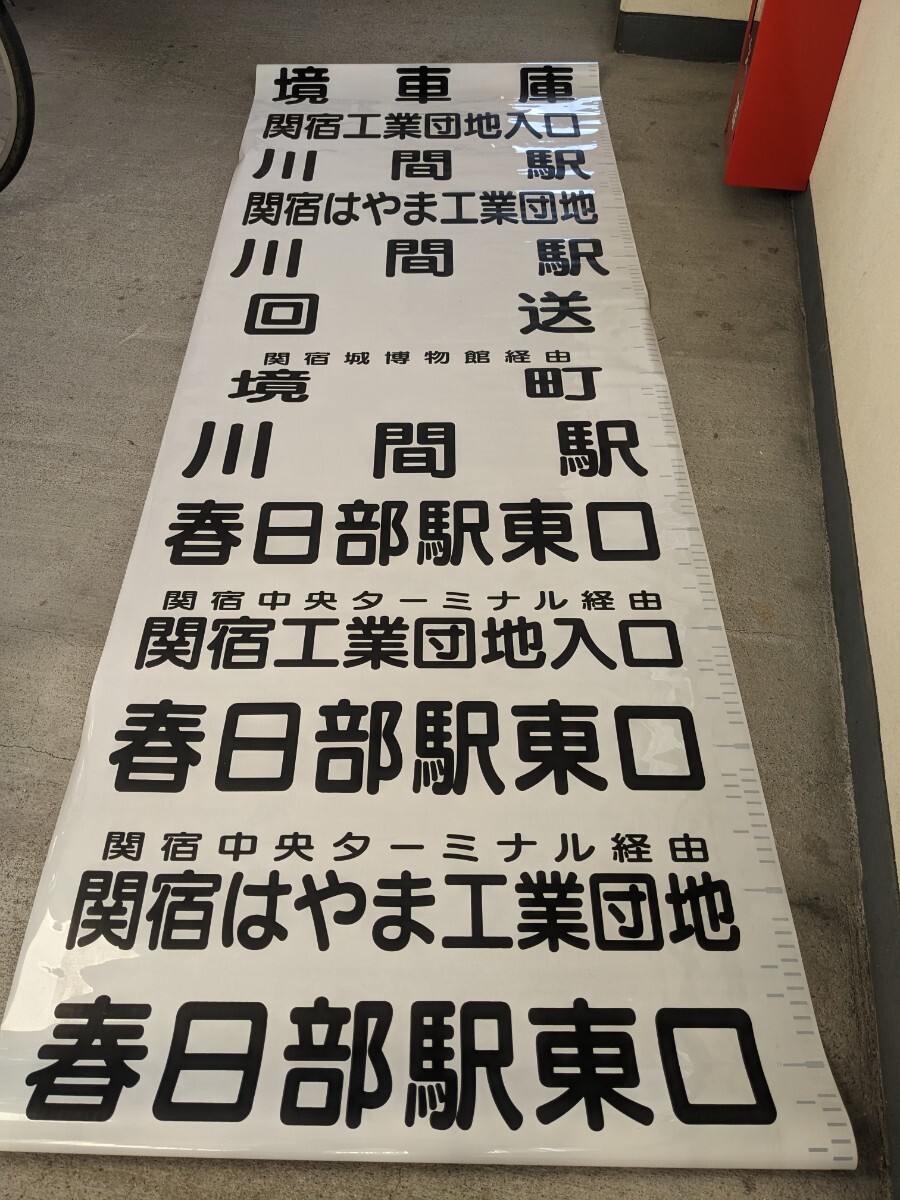 境車庫
関宿工業団地入口
川間駅
関宿はやま工業団地
川間駅
回送
関宿城博物館経由
境町
川間駅
春日部駅東口
関宿中央ターミナル経由
関宿工業団地入口
春日部駅東口
関宿中央ターミナル経由
関宿はやま工業団地
春日部駅東口